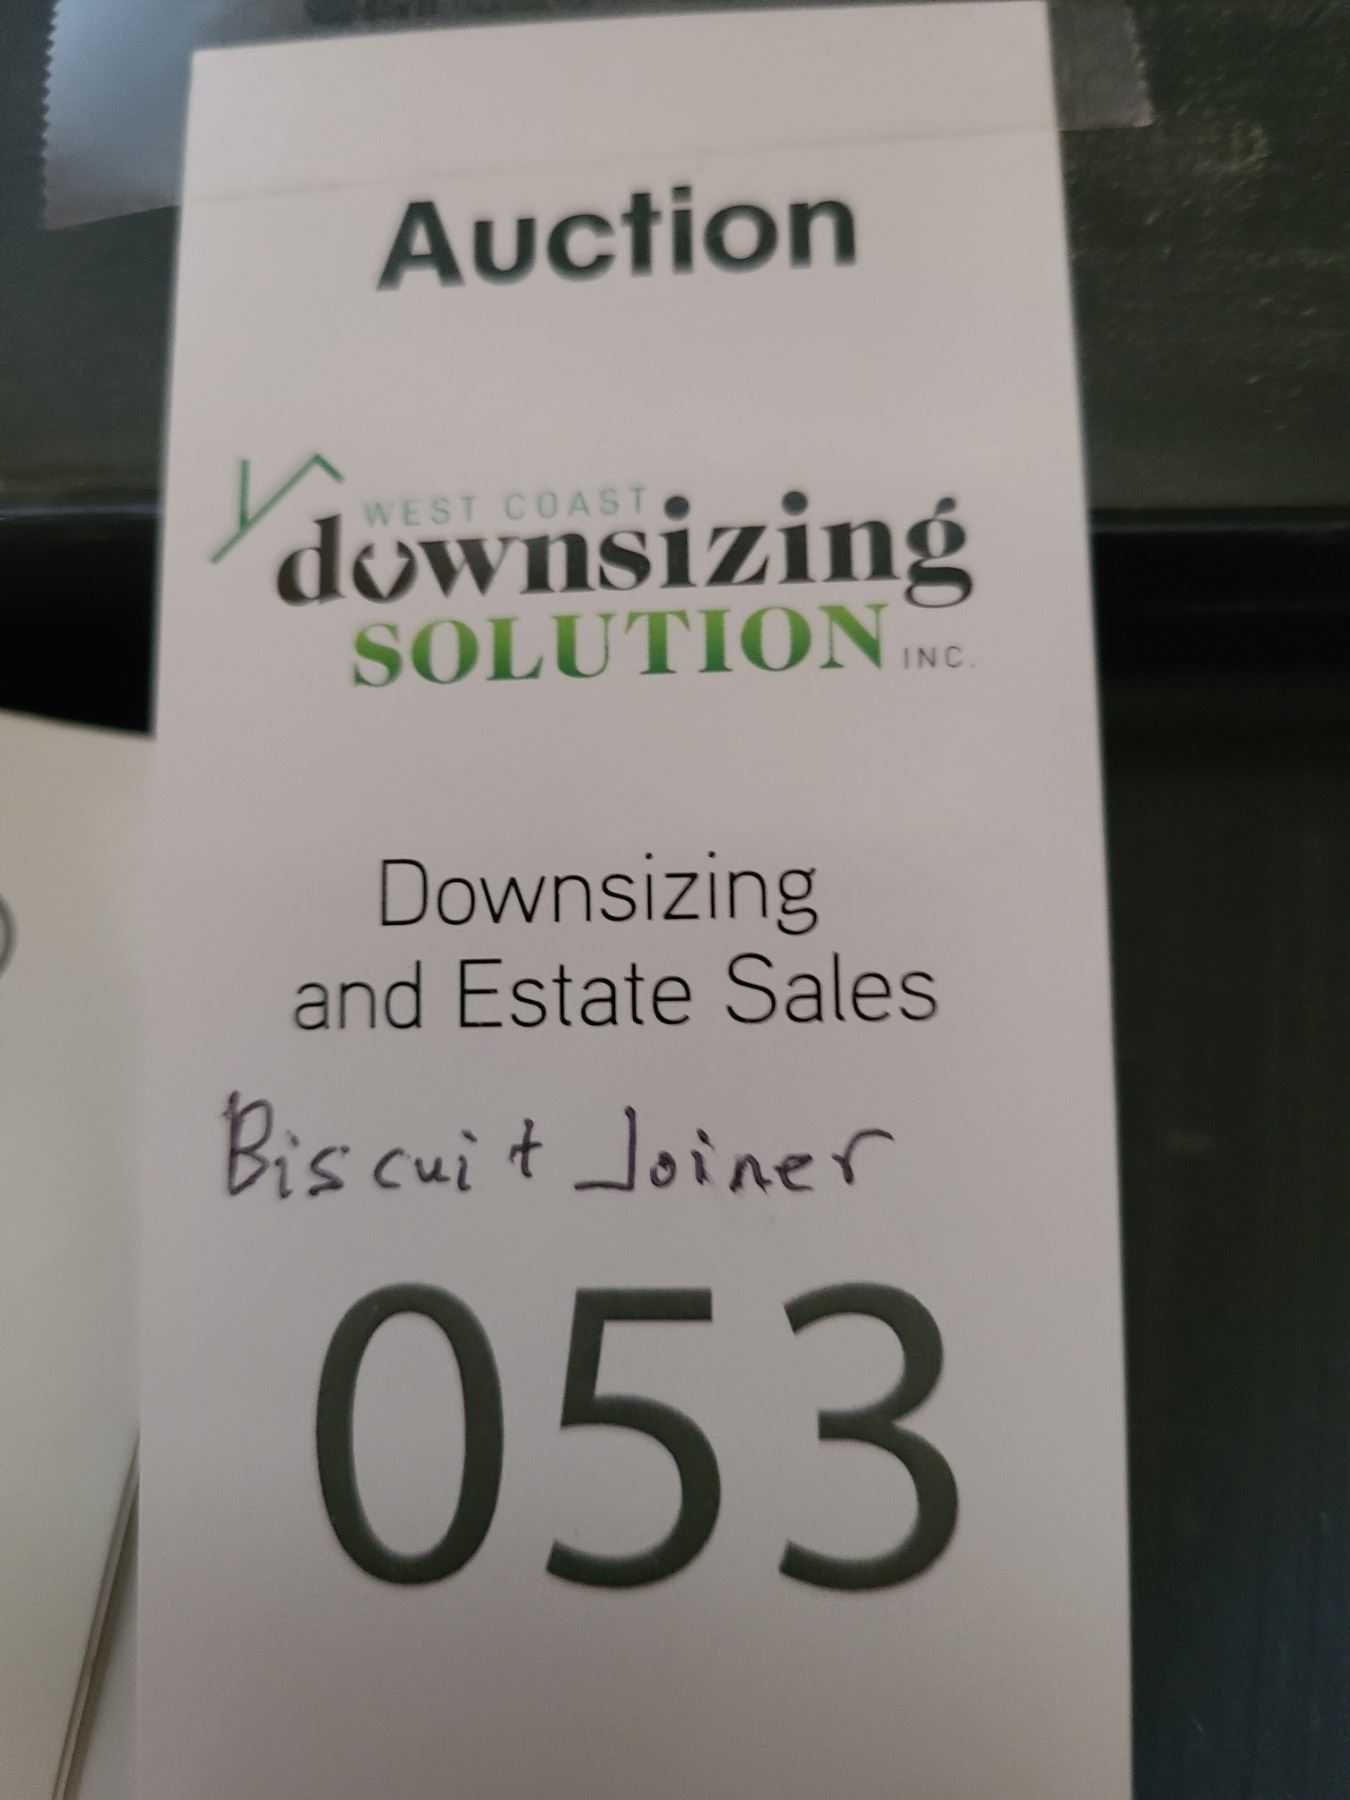 Auction
WEST COAST
downsizing
SOLUTION INC.
Downsizing
and Estate Sales
Biscuit Joiner
053